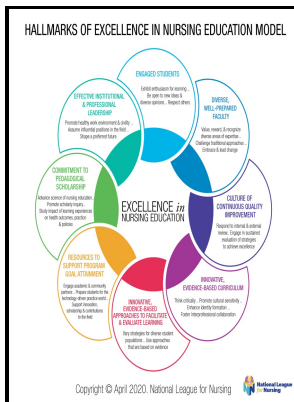 HALLMARKS OF EXCELLENCE IN NURSING EDUCATION MODEL
ENGAGED STUDENTS
Exhibit enthusiasm for learning...
Be open to new ideas &
diverse opinions... Respect others
DIVERSE,
WELL-PREPARED
FACULTY
Value, reward, & recognize
diverse areas of expertise...
Challenge traditional approaches...
Embrace & lead change
CULTURE OF
CONTINUOUS QUALITY
IMPROVEMENT
Respond to internal & external
review... Engage in sustained
evaluation of strategies
to achieve excellence
INNOVATIVE,
EVIDENCE-BASED CURRICULUM
Think critically... Promote cultural sensitivity...
Enhance identity formation...
Foster interprofessional collaboration
INNOVATIVE,
EVIDENCE-BASED
APPROACHES TO FACILITATE
& EVALUATE LEARNING
Vary strategies for diverse student
populations... Use approaches
that are based on evidence
RESOURCES TO
SUPPORT PROGRAM
GOAL ATTAINMENT
Engage academic & community
partners... Prepare students for the
technology-driven practice world...
Support innovation,
scholarship & contributions
to the field
COMMITMENT TO
PEDAGOGICAL
SCHOLARSHIP
Advance science of nursing education...
Promote scholarly inquiry...
Study impact of learning experiences
on health outcomes, practice
& policies
EFFECTIVE INSTITUTIONAL
& PROFESSIONAL
LEADERSHIP
Promote healthy work environment & civility...
Assume influential positions in the field...
Shape a preferred future
EXCELLENCE in
NURSING EDUCATION
Copyright © April 2020. National League for Nursing
National League
for Nursing